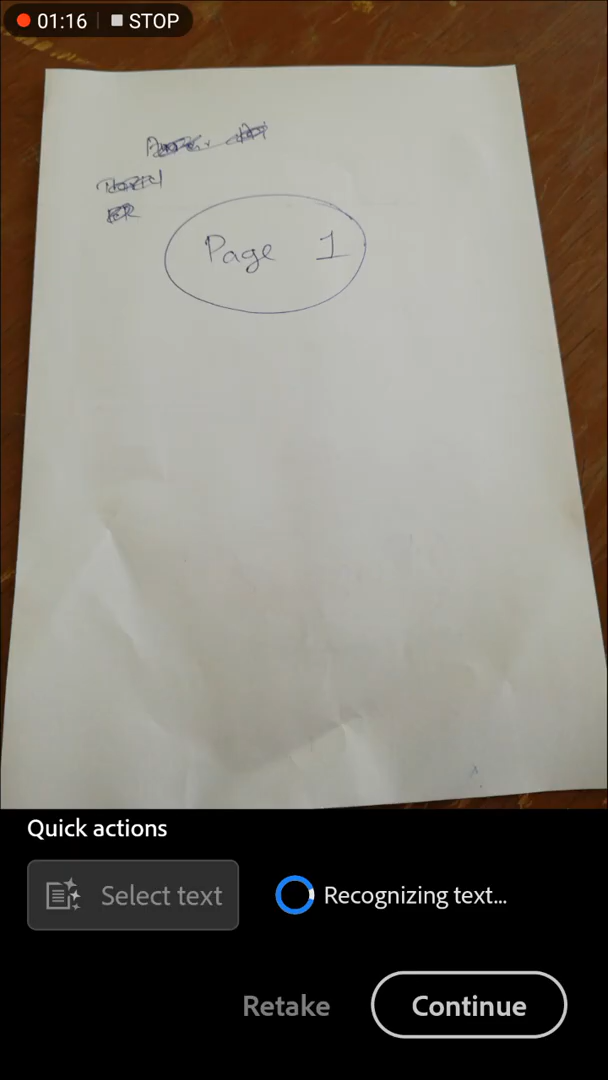 01:16 STOP
Page 1
Quick actions
Select text
Recognizing text...
Retake
Continue